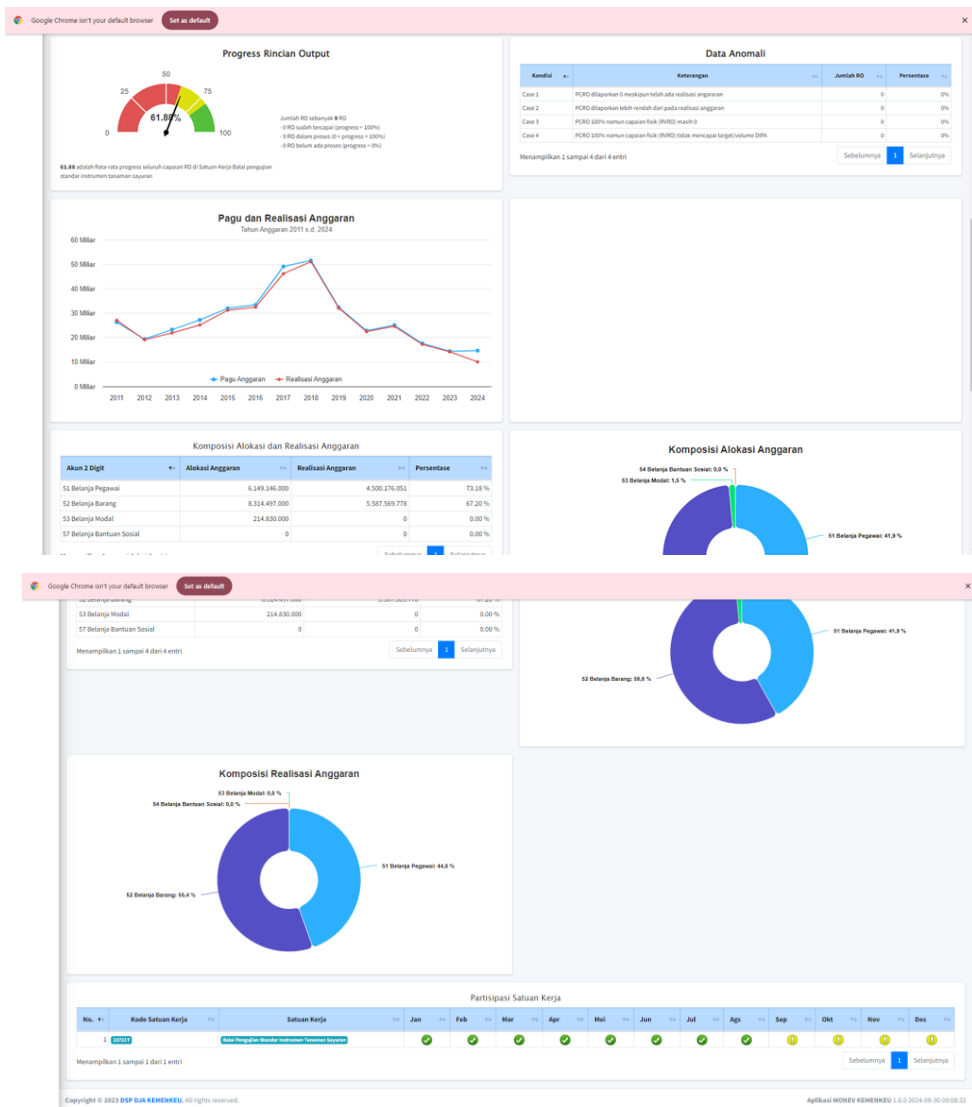 Google Chrome isn't your default browser Set as default ×
Progress Rincian Output
0 25 50 75 100
61.88%
Jumlah RO sebanyak 9 RO
- 0 RO sudah tercapai (progress = 100%)
- 9 RO dalam proses (0 < progress < 100%)
- 0 RO belum ada proses (progress = 0%)
61.88 adalah Rata-rata progress seluruh capaian RO di Satuan Kerja Balai pengujian
standar instrumen tanaman sayuran
Data Anomali
Kondisi Keterangan Jumlah RO Persentase
Case 1 PCRO dilaporkan 0 meskipun telah ada realisasi angararan 0 0%
Case 2 PCRO dilaporkan lebih rendah dari pada realisasi anggaran 0 0%
Case 3 PCRO 100% namun capaian fisik (RVRO) masih 0 0 0%
Case 4 PCRO 100% namun capaian fisik (RVRO) tidak mencapai target/volume DIPA 0 0%
Menampilkan 1 sampai 4 dari 4 entri Sebelumnya 1 Selanjutnya
Pagu dan Realisasi Anggaran
Tahun Anggaran 2011 s.d. 2024
60 Miliar
50 Miliar
40 Miliar
30 Miliar
20 Miliar
10 Miliar
0 Miliar
Pagu Anggaran Realisasi Anggaran
2011 2012 2013 2014 2015 2016 2017 2018 2019 2020 2021 2022 2023 2024
Komposisi Alokasi dan Realisasi Anggaran
Akun 2 Digit Alokasi Anggaran Realisasi Anggaran Persentase
51 Belanja Pegawai 6.149.146.000 4.500.176.051 73.18 %
52 Belanja Barang 8.314.497.000 5.587.569.778 67.20 %
53 Belanja Modal 214.830.000 0 0.00 %
57 Belanja Bantuan Sosial 0 0 0.00 %
Komposisi Alokasi Anggaran
54 Belanja Bantuan Sosial: 0,0 %
53 Belanja Modal: 1,5 %
51 Belanja Pegawai: 41,9 %
Google Chrome isn't your default browser Set as default ×
53 Belanja Modal 214.830.000 0 0.00 %
57 Belanja Bantuan Sosial 0 0 0.00 %
Menampilkan 1 sampai 4 dari 4 entri Sebelumnya 1 Selanjutnya
51 Belanja Pegawai: 41,9 %
52 Belanja Barang: 56,6 %
Komposisi Realisasi Anggaran
53 Belanja Modal: 0,0 %
54 Belanja Bantuan Sosial: 0,0 %
51 Belanja Pegawai: 44,6 %
52 Belanja Barang: 55,4 %
Partisipasi Satuan Kerja
No. Kode Satuan Kerja Satuan Kerja Jan Feb Mar Apr Mei Jun Jul Ags Sep Okt Nov Des
1 237217 Balai Pengujian Standar Instrumen Tanaman Sayuran
Menampilkan 1 sampai 1 dari 1 entri Sebelumnya 1 Selanjutnya
Copyright © 2023 DSP DJA KEMENKEU. All rights reserved. Aplikasi MONEV KEMENKEU 1.0.0 2024-09-30 09:08:32